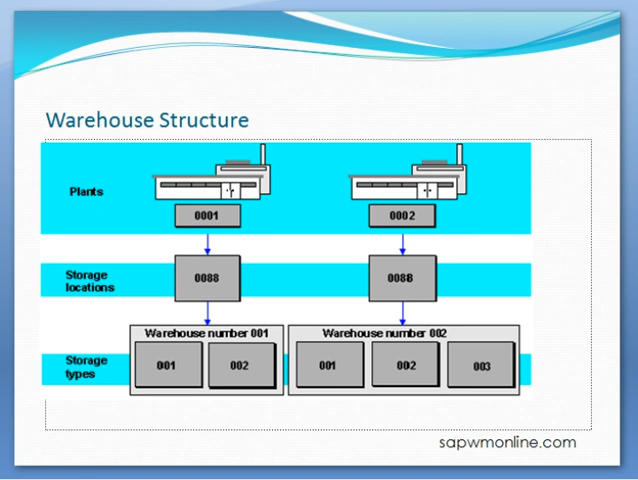 Warehouse Structure
Plants
0001
0002
Storage
locations
0088
0088
Warehouse number 001
Warehouse number 002
Storage
types
001
002
001
002
003
sapwmonline.com